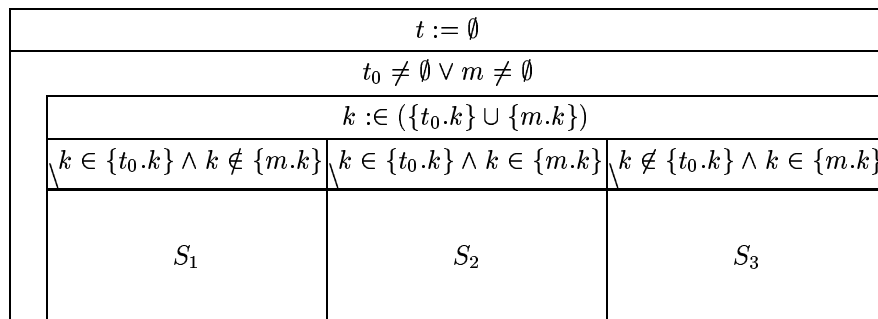 t := ∅
t₀ ≠ ∅ ∨ m ≠ ∅
k :∈ ({t₀.k} ∪ {m.k})
k ∈ {t₀.k} ∧ k ∉ {m.k}
k ∈ {t₀.k} ∧ k ∈ {m.k}
k ∉ {t₀.k} ∧ k ∈ {m.k}
S₁
S₂
S₃